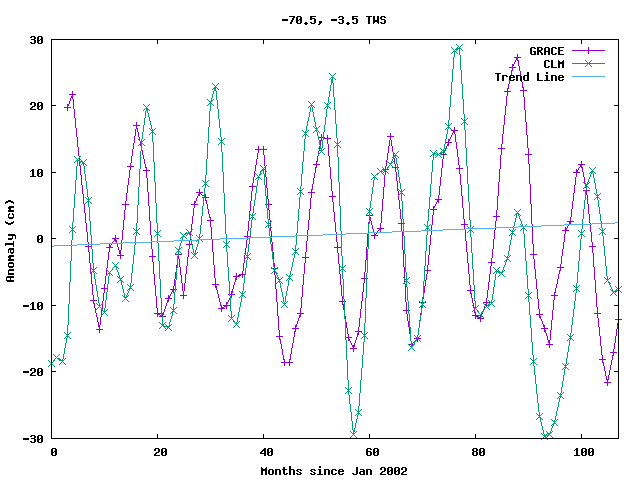 -70.5, -3.5 TWS
30
20
10
0
-10
-20
-30
Anomaly (cm)
GRACE
CLM
Trend Line
0 20 40 60 80 100
Months since Jan 2002